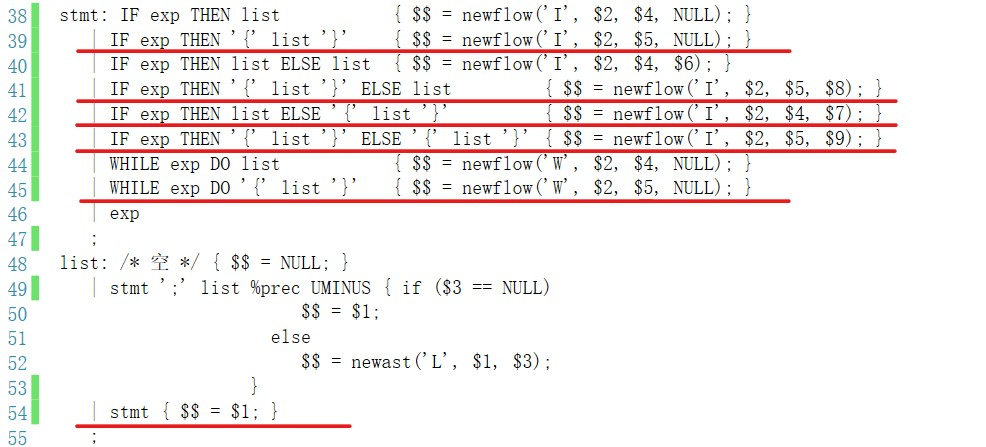 38 stmt: IF exp THEN list { $$ = newflow('I', $2, $4, NULL); }
39 | IF exp THEN '{' list '}' { $$ = newflow('I', $2, $5, NULL); }
40 | IF exp THEN list ELSE list { $$ = newflow('I', $2, $4, $6); }
41 | IF exp THEN '{' list '}' ELSE list { $$ = newflow('I', $2, $5, $8); }
42 | IF exp THEN list ELSE '{' list '}' { $$ = newflow('I', $2, $4, $7); }
43 | IF exp THEN '{' list '}' ELSE '{' list '}' { $$ = newflow('I', $2, $5, $9); }
44 | WHILE exp DO list { $$ = newflow('W', $2, $4, NULL); }
45 | WHILE exp DO '{' list '}' { $$ = newflow('W', $2, $5, NULL); }
46 | exp
47 ;
48 list: /* 空 */ { $$ = NULL; }
49 | stmt ';' list %prec UMINUS { if ($3 == NULL)
50 $$ = $1;
51 else
52 $$ = newast('L', $1, $3);
53 }
54 | stmt { $$ = $1; }
55 ;